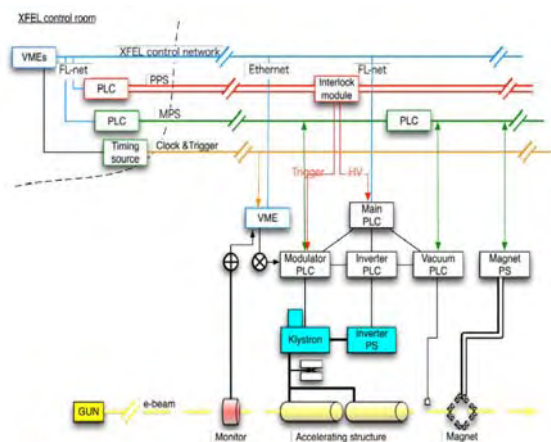 XFEL control room
XFEL control network
VMEs
FL-net
Ethernet
FL-net
PPS
PLC
Interlock
module
MPS
PLC
PLC
Timing
source
Clock &Trigger
Trigger
HV
VME
Main
PLC
Modulator
PLC
Inverter
PLC
Vacuum
PLC
Magnet
PS
Klystron
Inverter
PS
GUN
e-beam
Monitor
Accelerating structure
Magnet